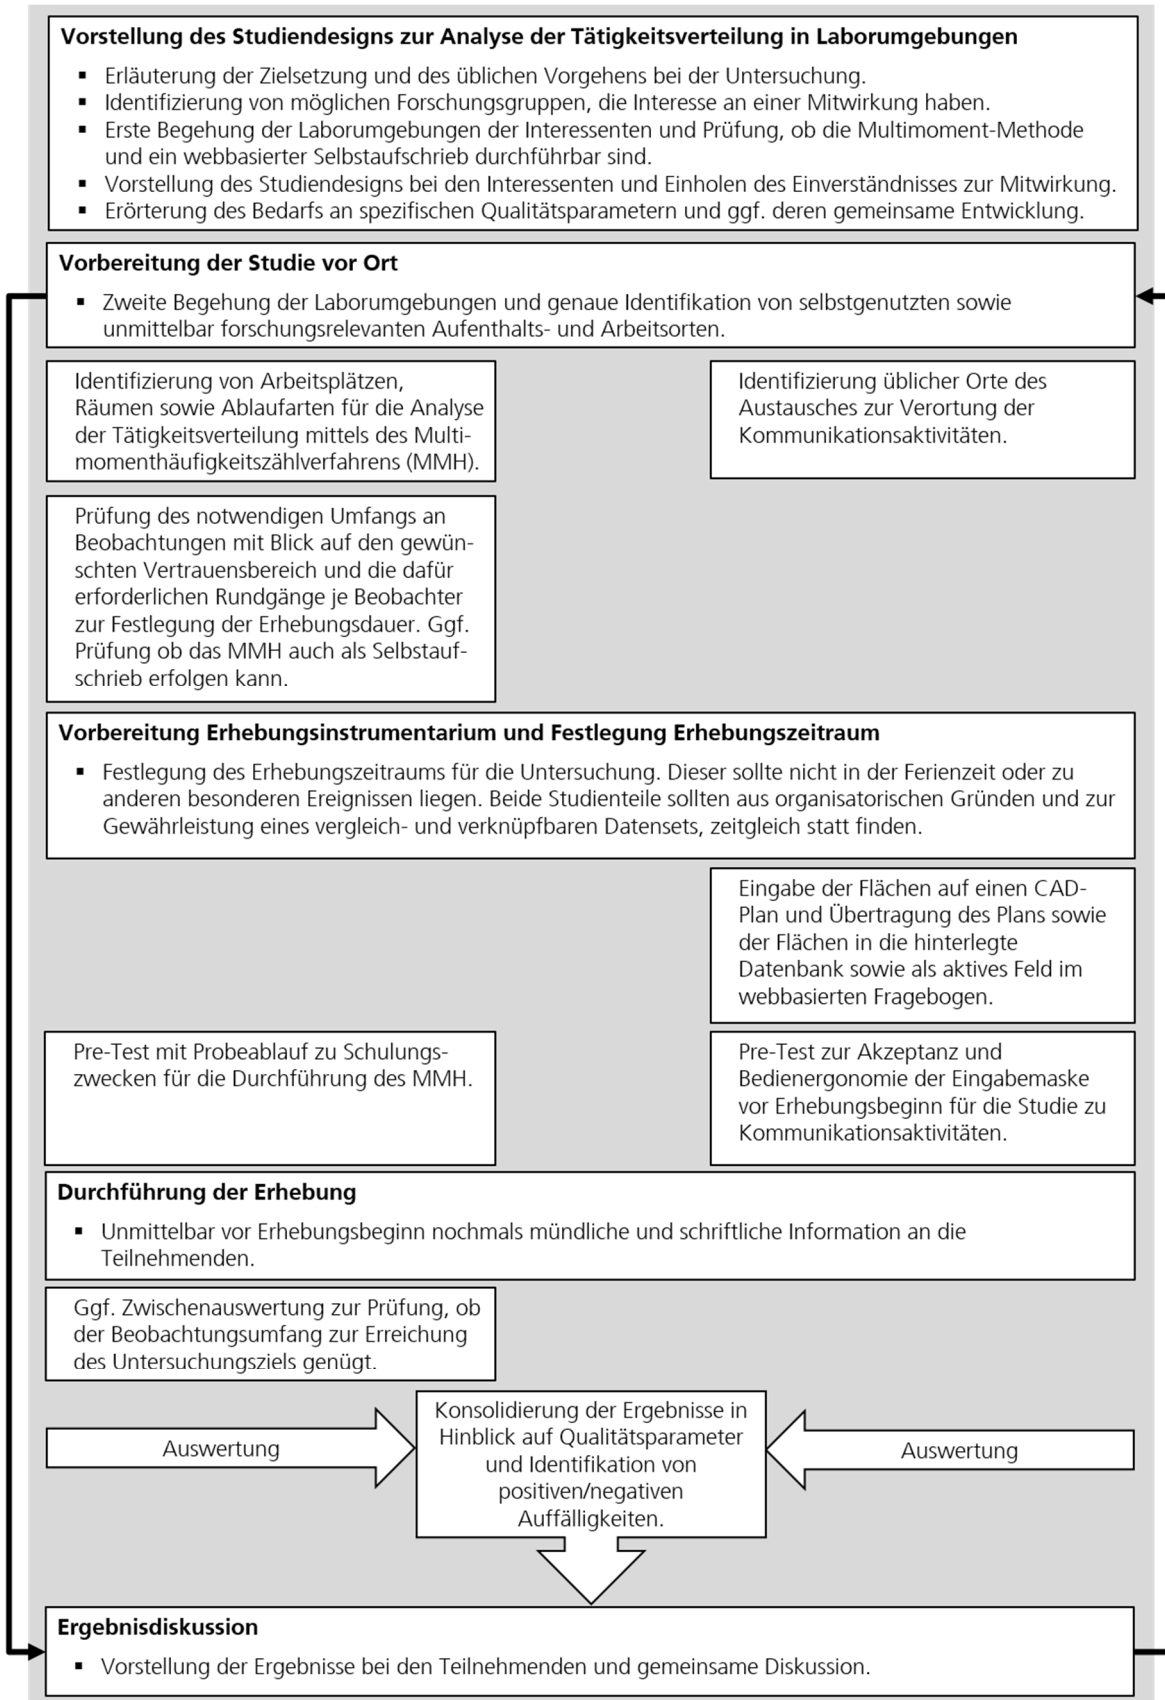 Vorstellung des Studiendesigns zur Analyse der Tätigkeitsverteilung in Laborumgebungen
▪ Erläuterung der Zielsetzung und des üblichen Vorgehens bei der Untersuchung.
▪ Identifizierung von möglichen Forschungsgruppen, die Interesse an einer Mitwirkung haben.
▪ Erste Begehung der Laborumgebungen der Interessenten und Prüfung, ob die Multimoment-Methode
und ein webbasierter Selbstaufschrieb durchführbar sind.
▪ Vorstellung des Studiendesigns bei den Interessenten und Einholen des Einverständnisses zur Mitwirkung.
▪ Erörterung des Bedarfs an spezifischen Qualitätsparametern und ggf. deren gemeinsame Entwicklung.
Vorbereitung der Studie vor Ort
▪ Zweite Begehung der Laborumgebungen und genaue Identifikation von selbstgenutzten sowie
unmittelbar forschungsrelevanten Aufenthalts- und Arbeitsorten.
Identifizierung von Arbeitsplätzen,
Räumen sowie Ablaufarten für die Analyse
der Tätigkeitsverteilung mittels des Multi-
momenthäufigkeitszählverfahrens (MMH).
Identifizierung üblicher Orte des
Austausches zur Verortung der
Kommunikationsaktivitäten.
Prüfung des notwendigen Umfangs an
Beobachtungen mit Blick auf den gewün-
schten Vertrauensbereich und die dafür
erforderlichen Rundgänge je Beobachter
zur Festlegung der Erhebungsdauer. Ggf.
Prüfung ob das MMH auch als Selbstauf-
schrieb erfolgen kann.
Vorbereitung Erhebungsinstrumentarium und Festlegung Erhebungszeitraum
▪ Festlegung des Erhebungszeitraums für die Untersuchung. Dieser sollte nicht in der Ferienzeit oder zu
anderen besonderen Ereignissen liegen. Beide Studienteile sollten aus organisatorischen Gründen und zur
Gewährleistung eines vergleich- und verknüpfbaren Datensets, zeitgleich statt finden.
Eingabe der Flächen auf einen CAD-
Plan und Übertragung des Plans sowie
der Flächen in die hinterlegte
Datenbank sowie als aktives Feld im
webbasierten Fragebogen.
Pre-Test mit Probeablauf zu Schulungs-
zwecken für die Durchführung des MMH.
Pre-Test zur Akzeptanz und
Bedienergonomie der Eingabemaske
vor Erhebungsbeginn für die Studie zu
Kommunikationsaktivitäten.
Durchführung der Erhebung
▪ Unmittelbar vor Erhebungsbeginn nochmals mündliche und schriftliche Information an die
Teilnehmenden.
Ggf. Zwischenauswertung zur Prüfung, ob
der Beobachtungsumfang zur Erreichung
des Untersuchungsziels genügt.
Auswertung
Konsolidierung der Ergebnisse in
Hinblick auf Qualitätsparameter
und Identifikation von
positiven/negativen
Auffälligkeiten.
Auswertung
Ergebnisdiskussion
▪ Vorstellung der Ergebnisse bei den Teilnehmenden und gemeinsame Diskussion.